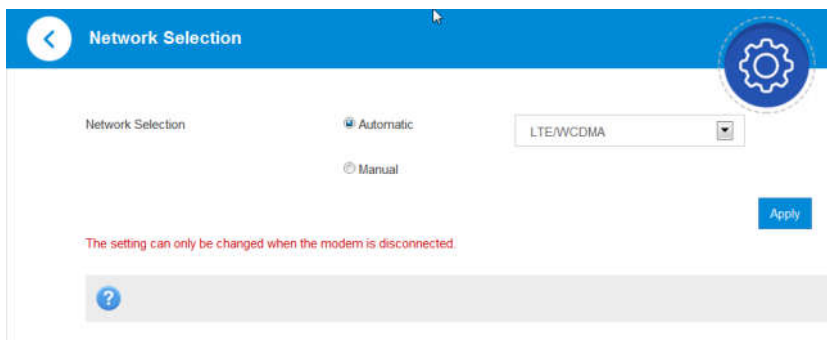 Network Selection
Network Selection
Automatic
LTE/WCDMA
Manual
Apply
The setting can only be changed when the modem is disconnected.
?